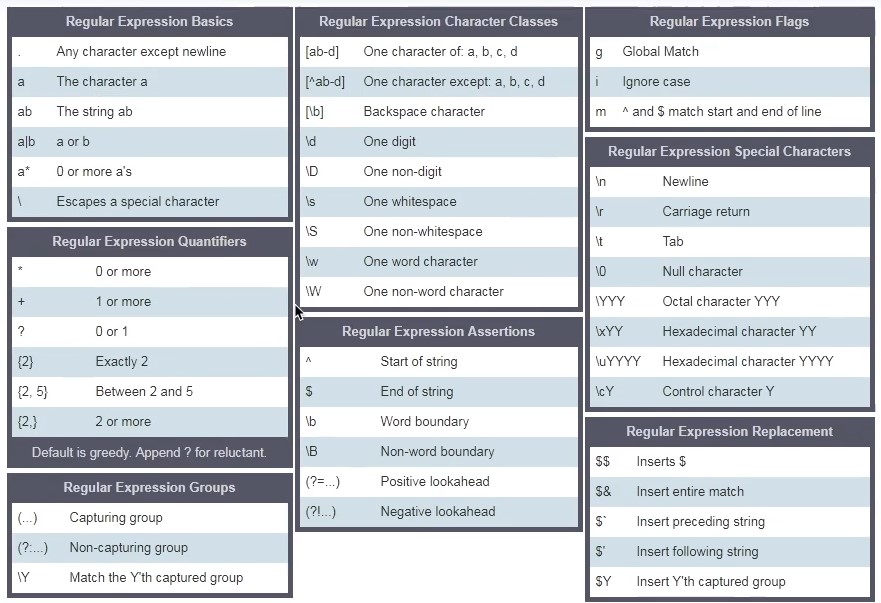 Regular Expression Basics
. Any character except newline
a The character a
ab The string ab
a|b a or b
a* 0 or more a's
\ Escapes a special character
Regular Expression Quantifiers
* 0 or more
+ 1 or more
? 0 or 1
{2} Exactly 2
{2, 5} Between 2 and 5
{2,} 2 or more
Default is greedy. Append ? for reluctant.
Regular Expression Groups
(...) Capturing group
(?:...) Non-capturing group
\Y Match the Y'th captured group
Regular Expression Character Classes
[ab-d] One character of: a, b, c, d
[^ab-d] One character except: a, b, c, d
[\b] Backspace character
\d One digit
\D One non-digit
\s One whitespace
\S One non-whitespace
\w One word character
\W One non-word character
Regular Expression Assertions
^ Start of string
$ End of string
\b Word boundary
\B Non-word boundary
(?=...) Positive lookahead
(?!...) Negative lookahead
Regular Expression Flags
g Global Match
i Ignore case
m ^ and $ match start and end of line
Regular Expression Special Characters
\n Newline
\r Carriage return
\t Tab
\0 Null character
\YYY Octal character YYY
\xYY Hexadecimal character YY
\uYYYY Hexadecimal character YYYY
\cY Control character Y
Regular Expression Replacement
$$ Inserts $
$& Insert entire match
$` Insert preceding string
$' Insert following string
$Y Insert Y'th captured group